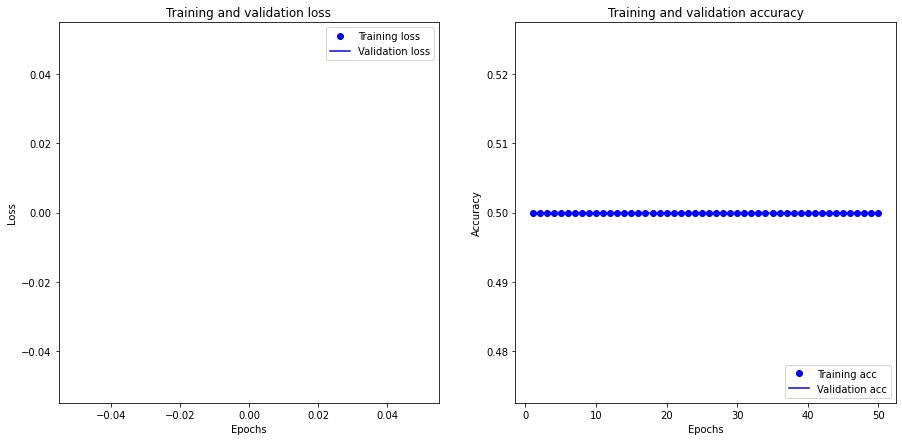 Training and validation loss
Training loss
Validation loss
0.04
0.02
0.00
−0.02
−0.04
Loss
−0.04
−0.02
0.00
0.02
0.04
Epochs
Training and validation accuracy
0.52
0.51
0.50
0.49
0.48
Accuracy
Training acc
Validation acc
0
10
20
30
40
50
Epochs